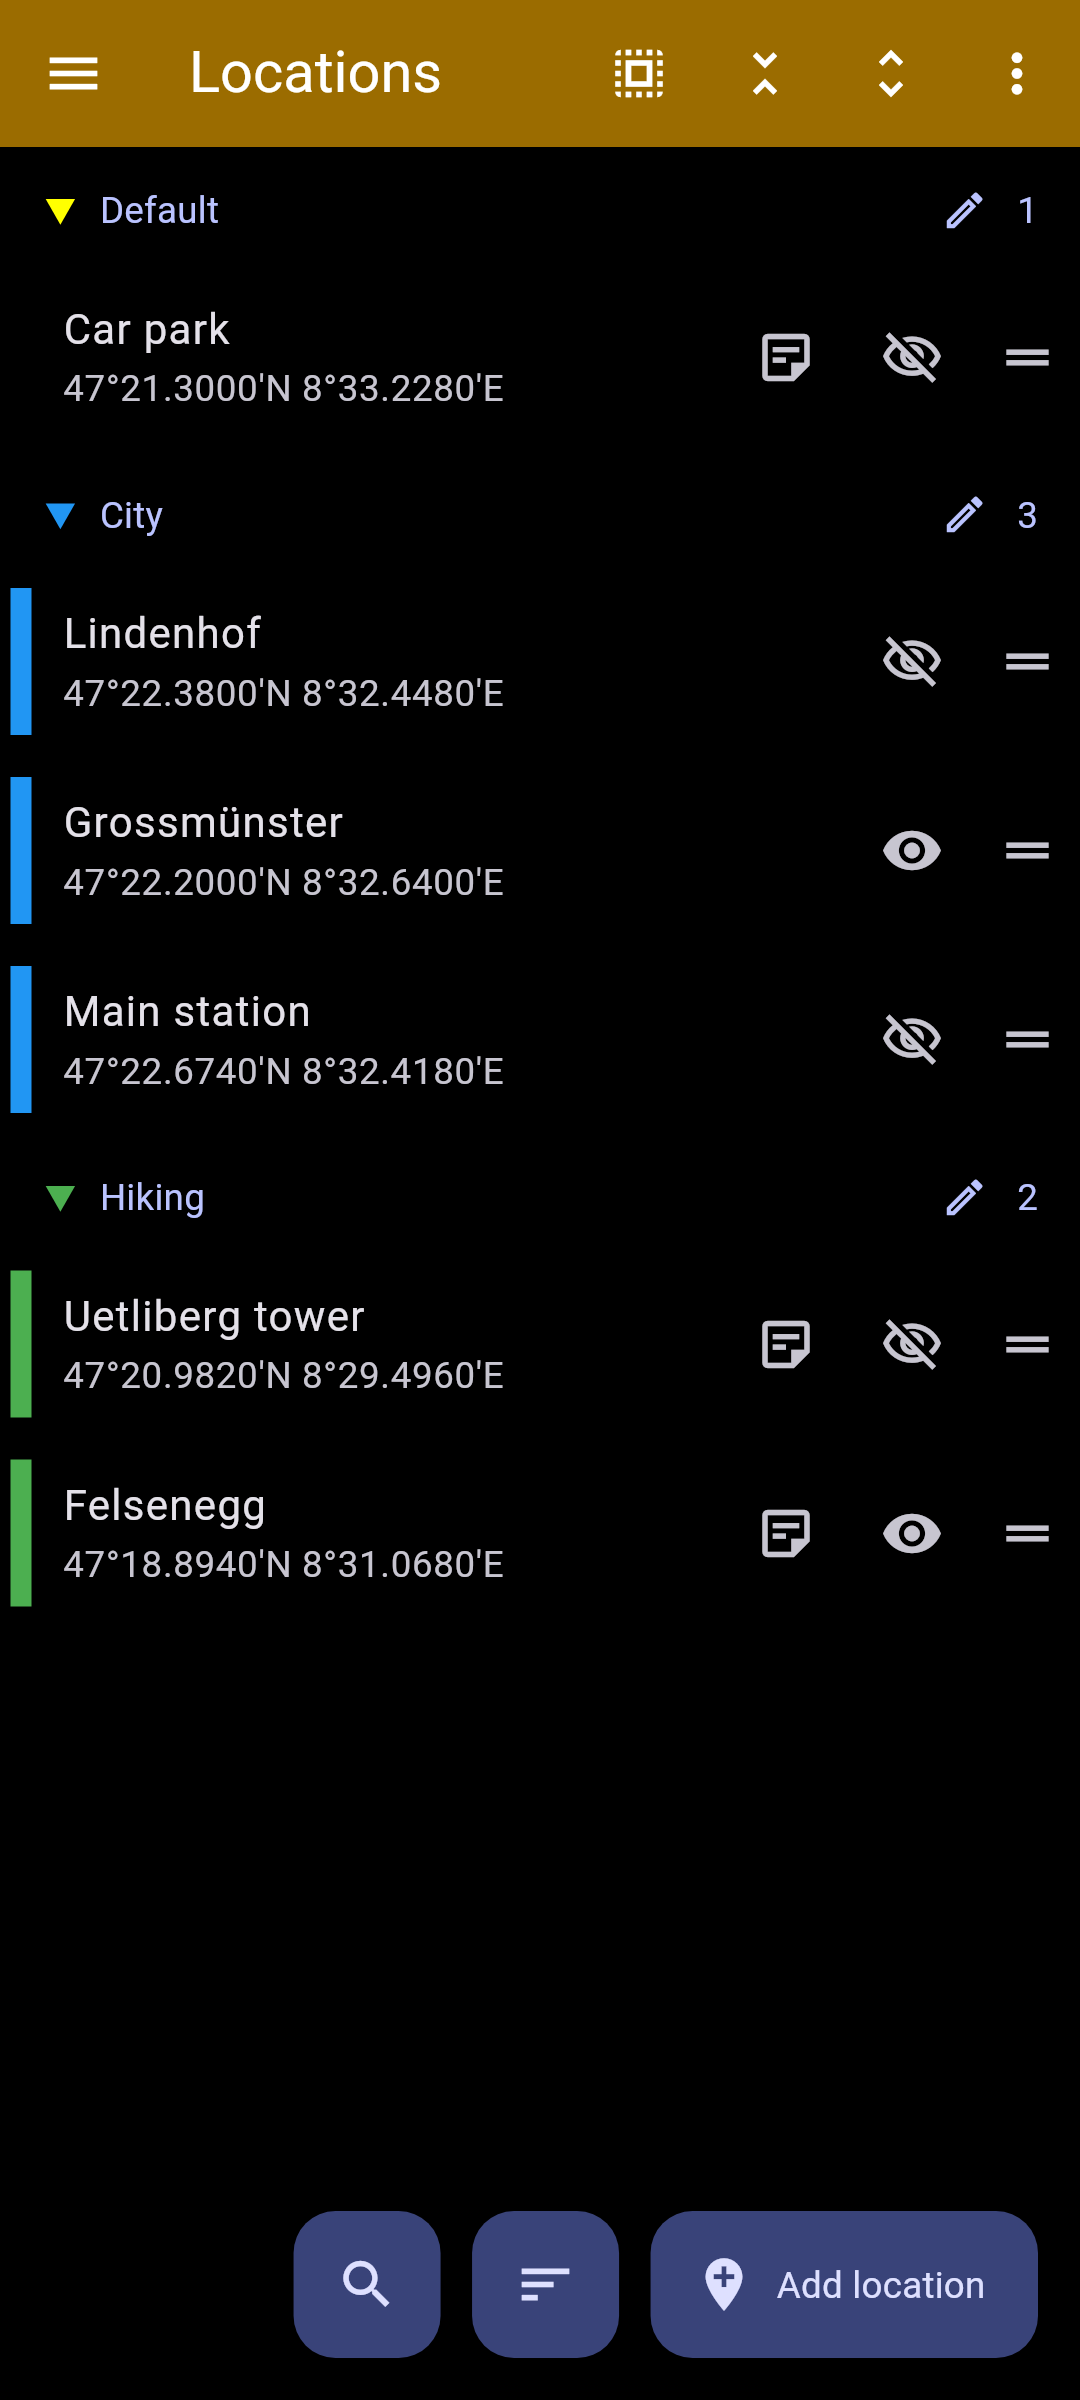 Locations
Default 1
Car park
47°21.3000'N 8°33.2280'E
City 3
Lindenhof
47°22.3800'N 8°32.4480'E
Grossmünster
47°22.2000'N 8°32.6400'E
Main station
47°22.6740'N 8°32.4180'E
Hiking 2
Uetliberg tower
47°20.9820'N 8°29.4960'E
Felsenegg
47°18.8940'N 8°31.0680'E
Add location